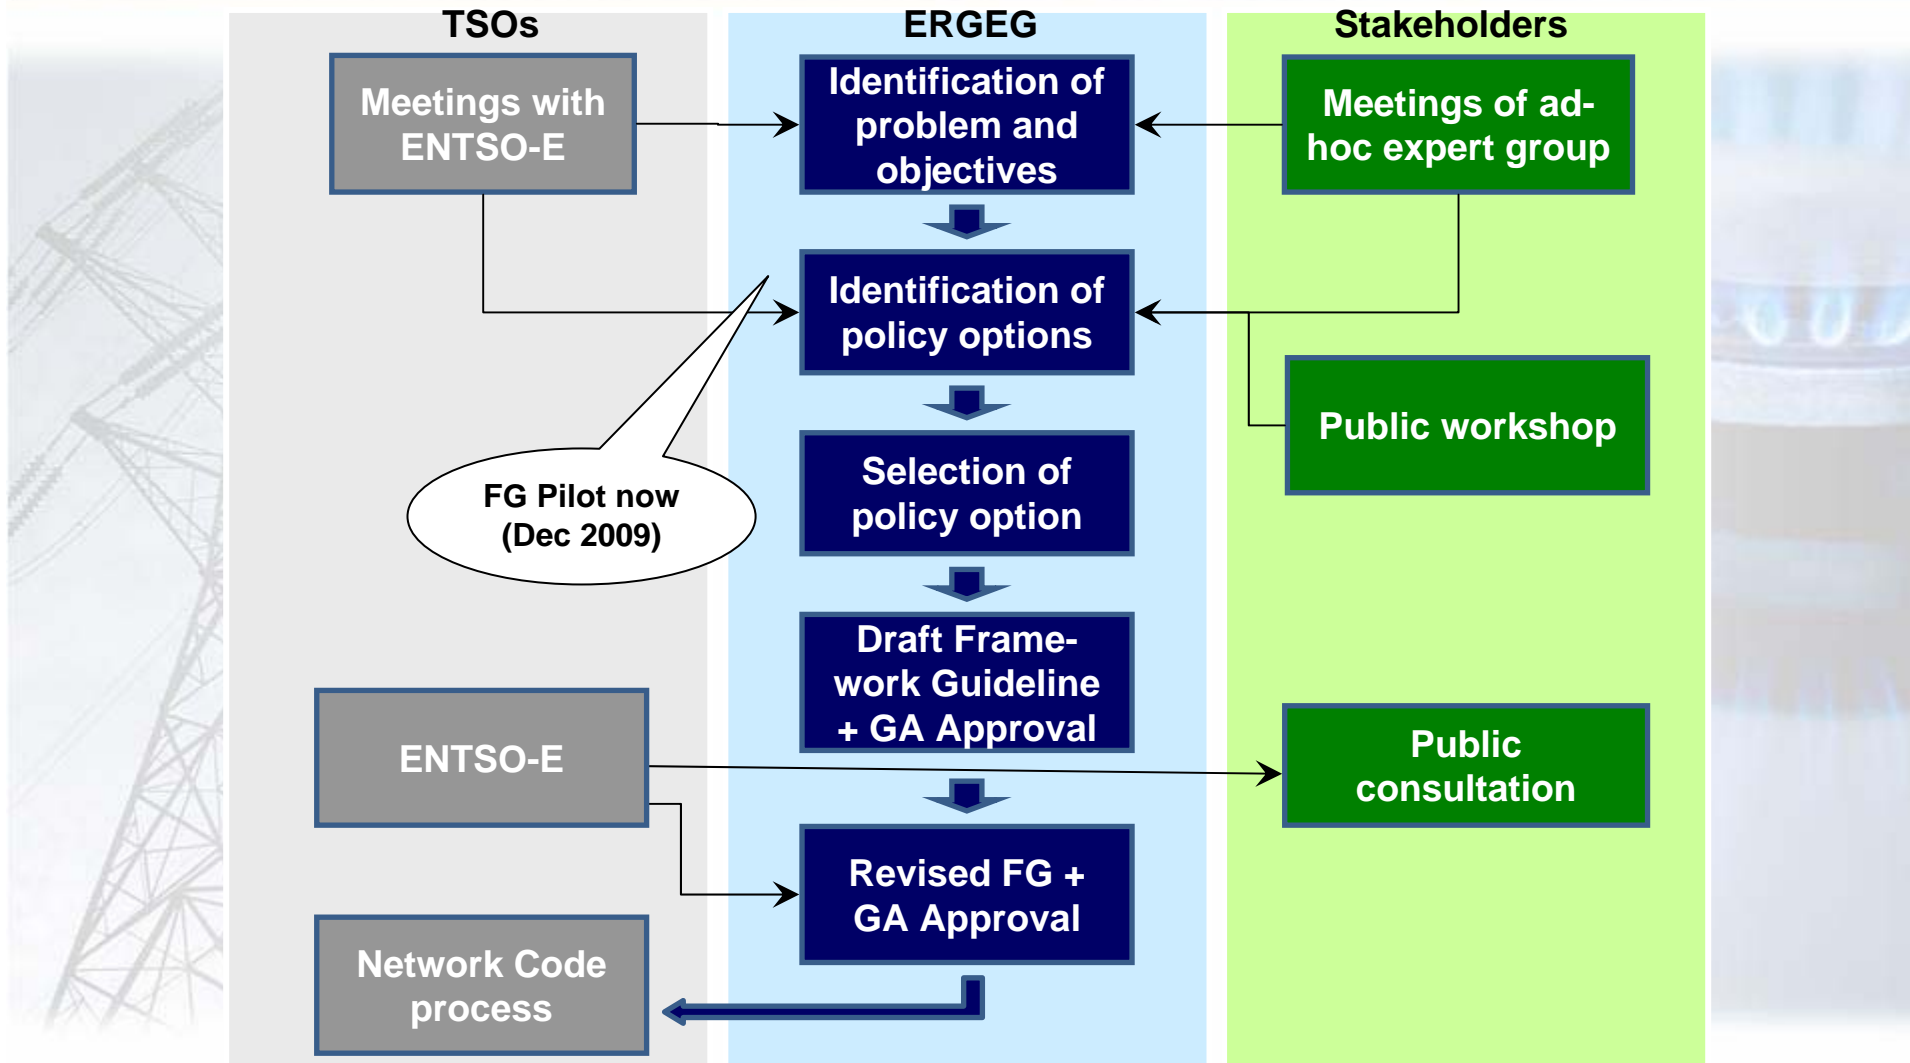 TSOs
ERGEG
Stakeholders
Meetings with
ENTSO-E
Identification of
problem and
objectives
Meetings of ad-
hoc expert group
Identification of
policy options
Public workshop
FG Pilot now
(Dec 2009)
Selection of
policy option
Draft Frame-
work Guideline
+ GA Approval
ENTSO-E
Public
consultation
Revised FG +
GA Approval
Network Code
process